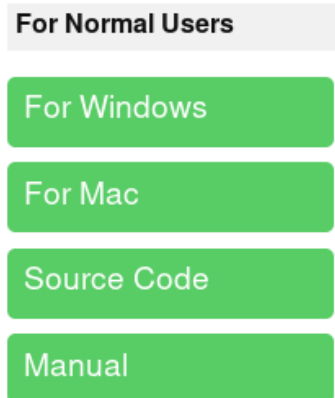 For Normal Users
For Windows
For Mac
Source Code
Manual